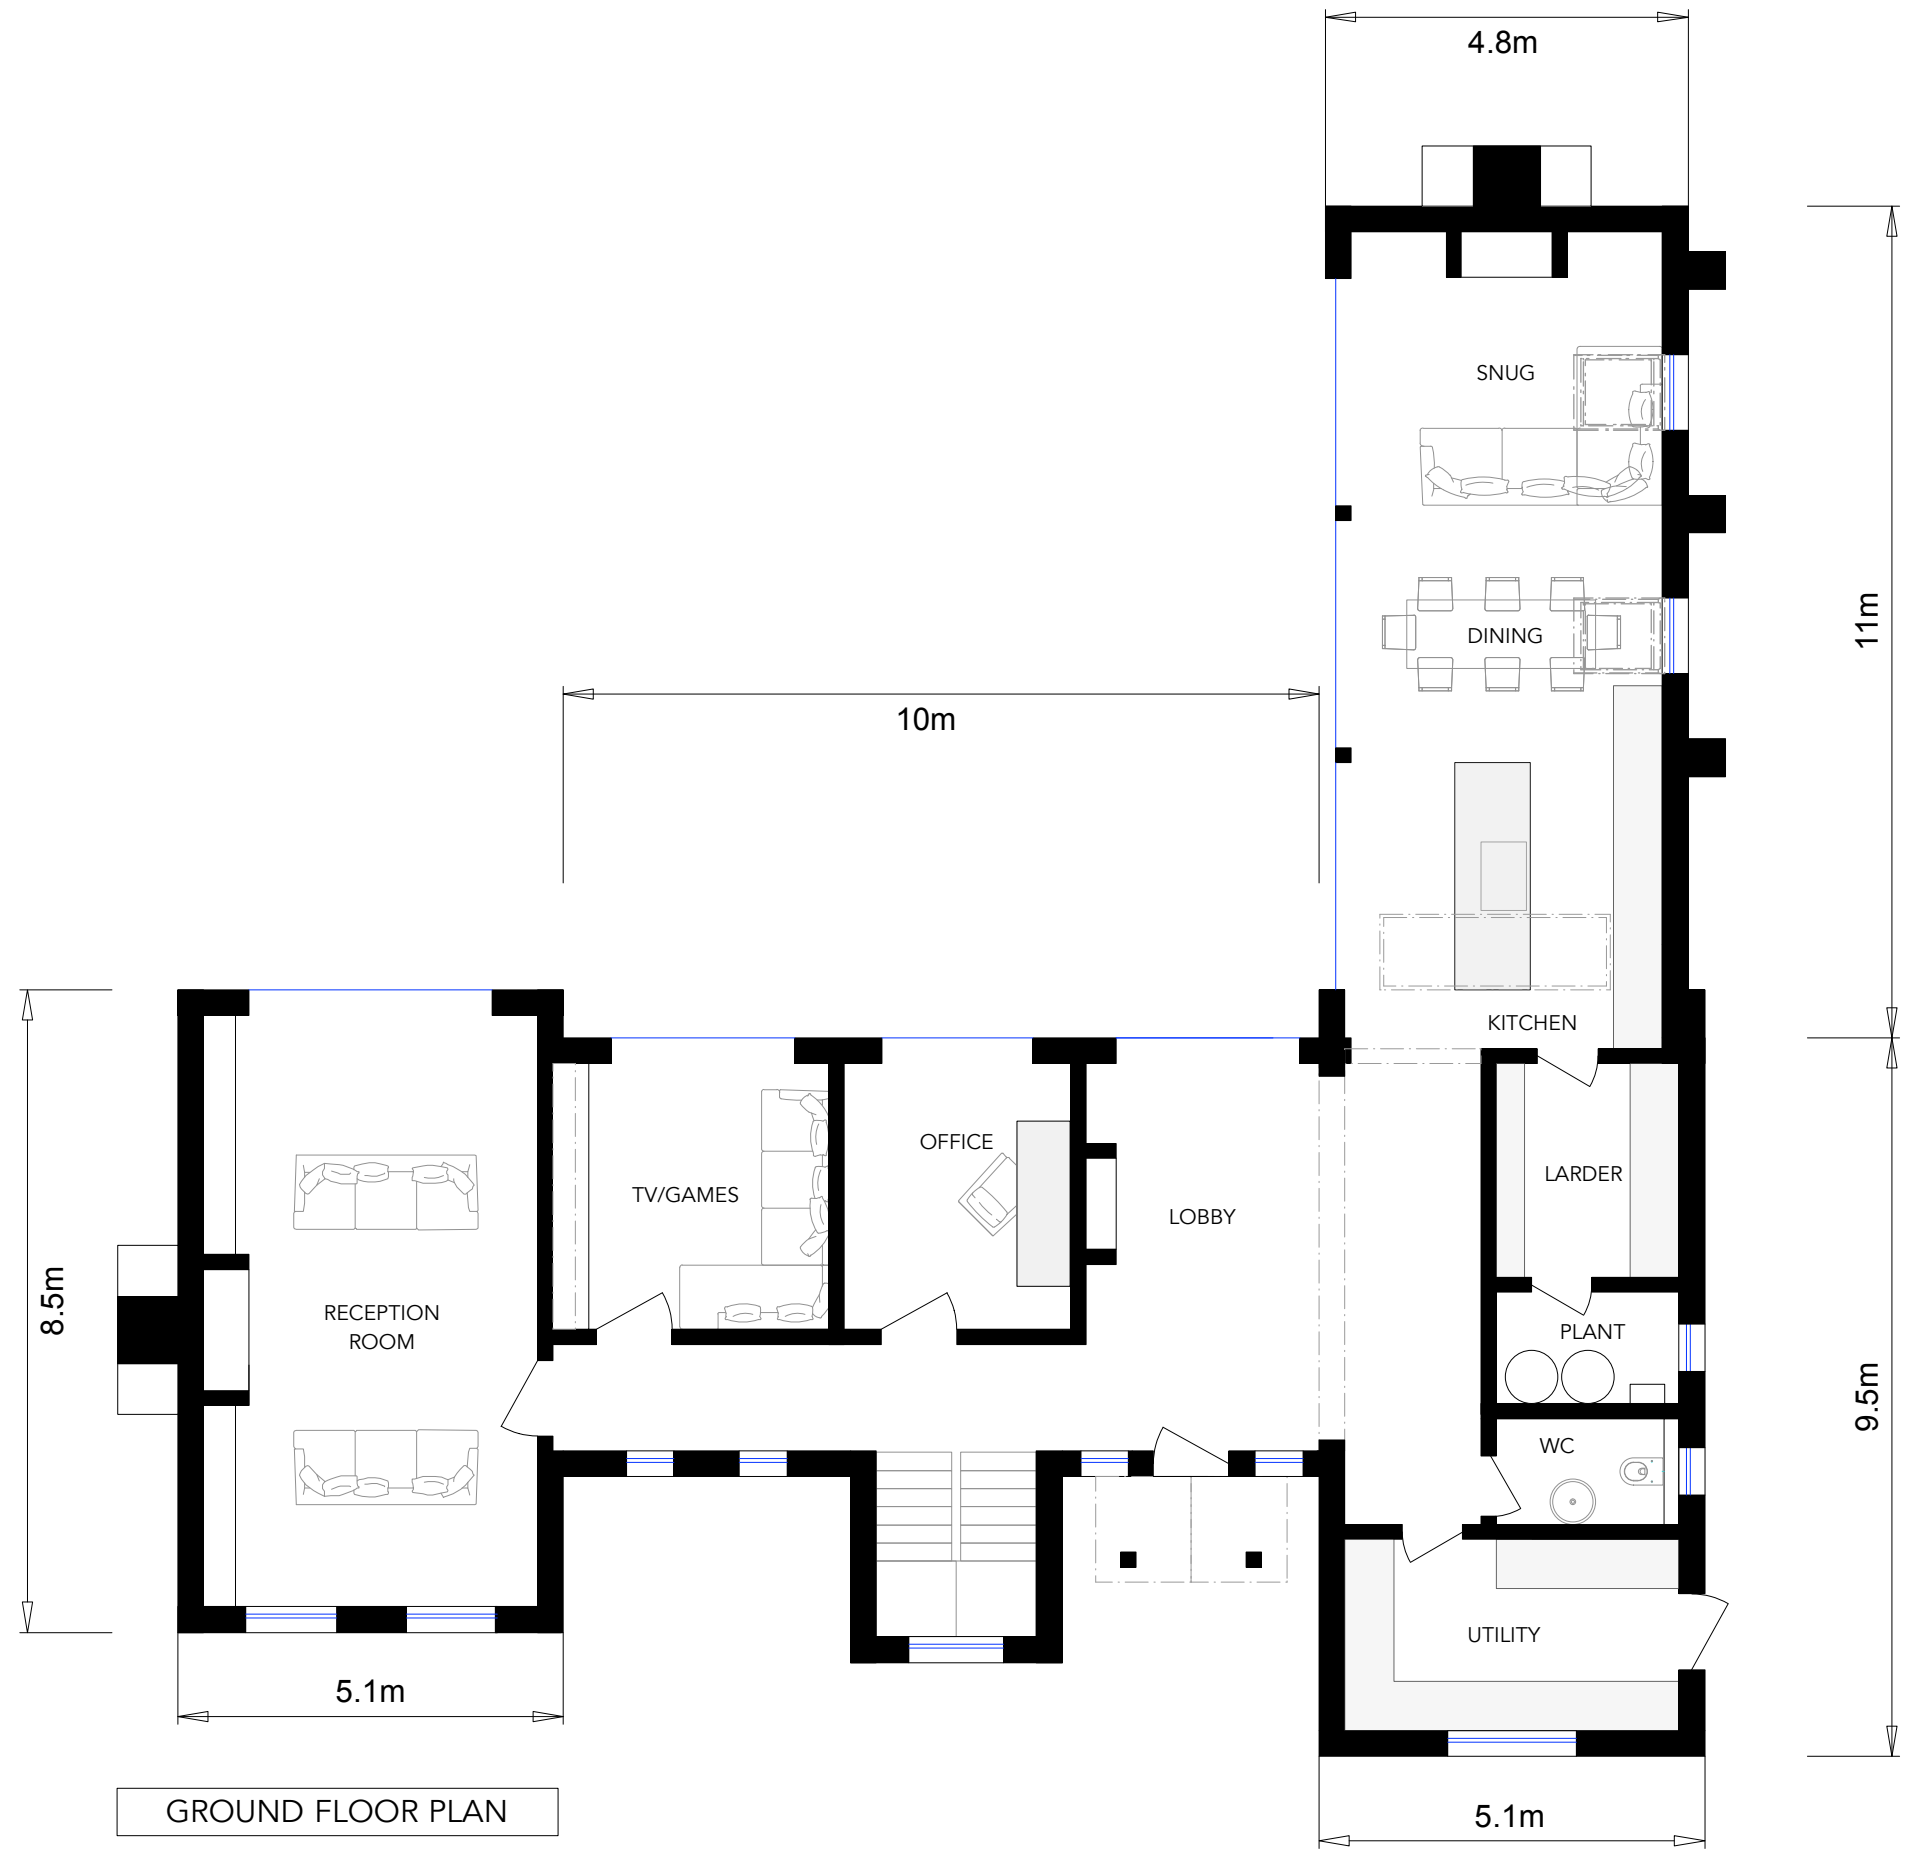 4.8m
SNUG
11m
DINING
10m
KITCHEN
OFFICE
LARDER
TV/GAMES
LOBBY
8.5m
RECEPTION
ROOM
PLANT
9.5m
WC
UTILITY
5.1m
GROUND FLOOR PLAN
5.1m